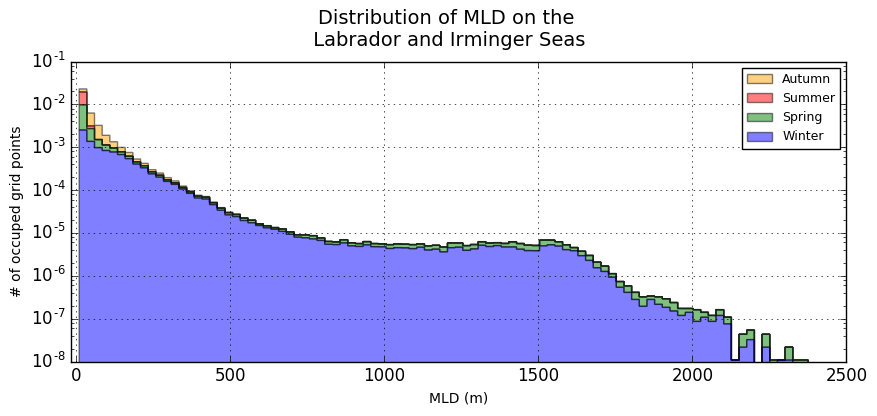 Distribution of MLD on the
Labrador and Irminger Seas
# of occuped grid points
10^-1
10^-2
10^-3
10^-4
10^-5
10^-6
10^-7
10^-8
Autumn
Summer
Spring
Winter
0 500 1000 1500 2000 2500
MLD (m)